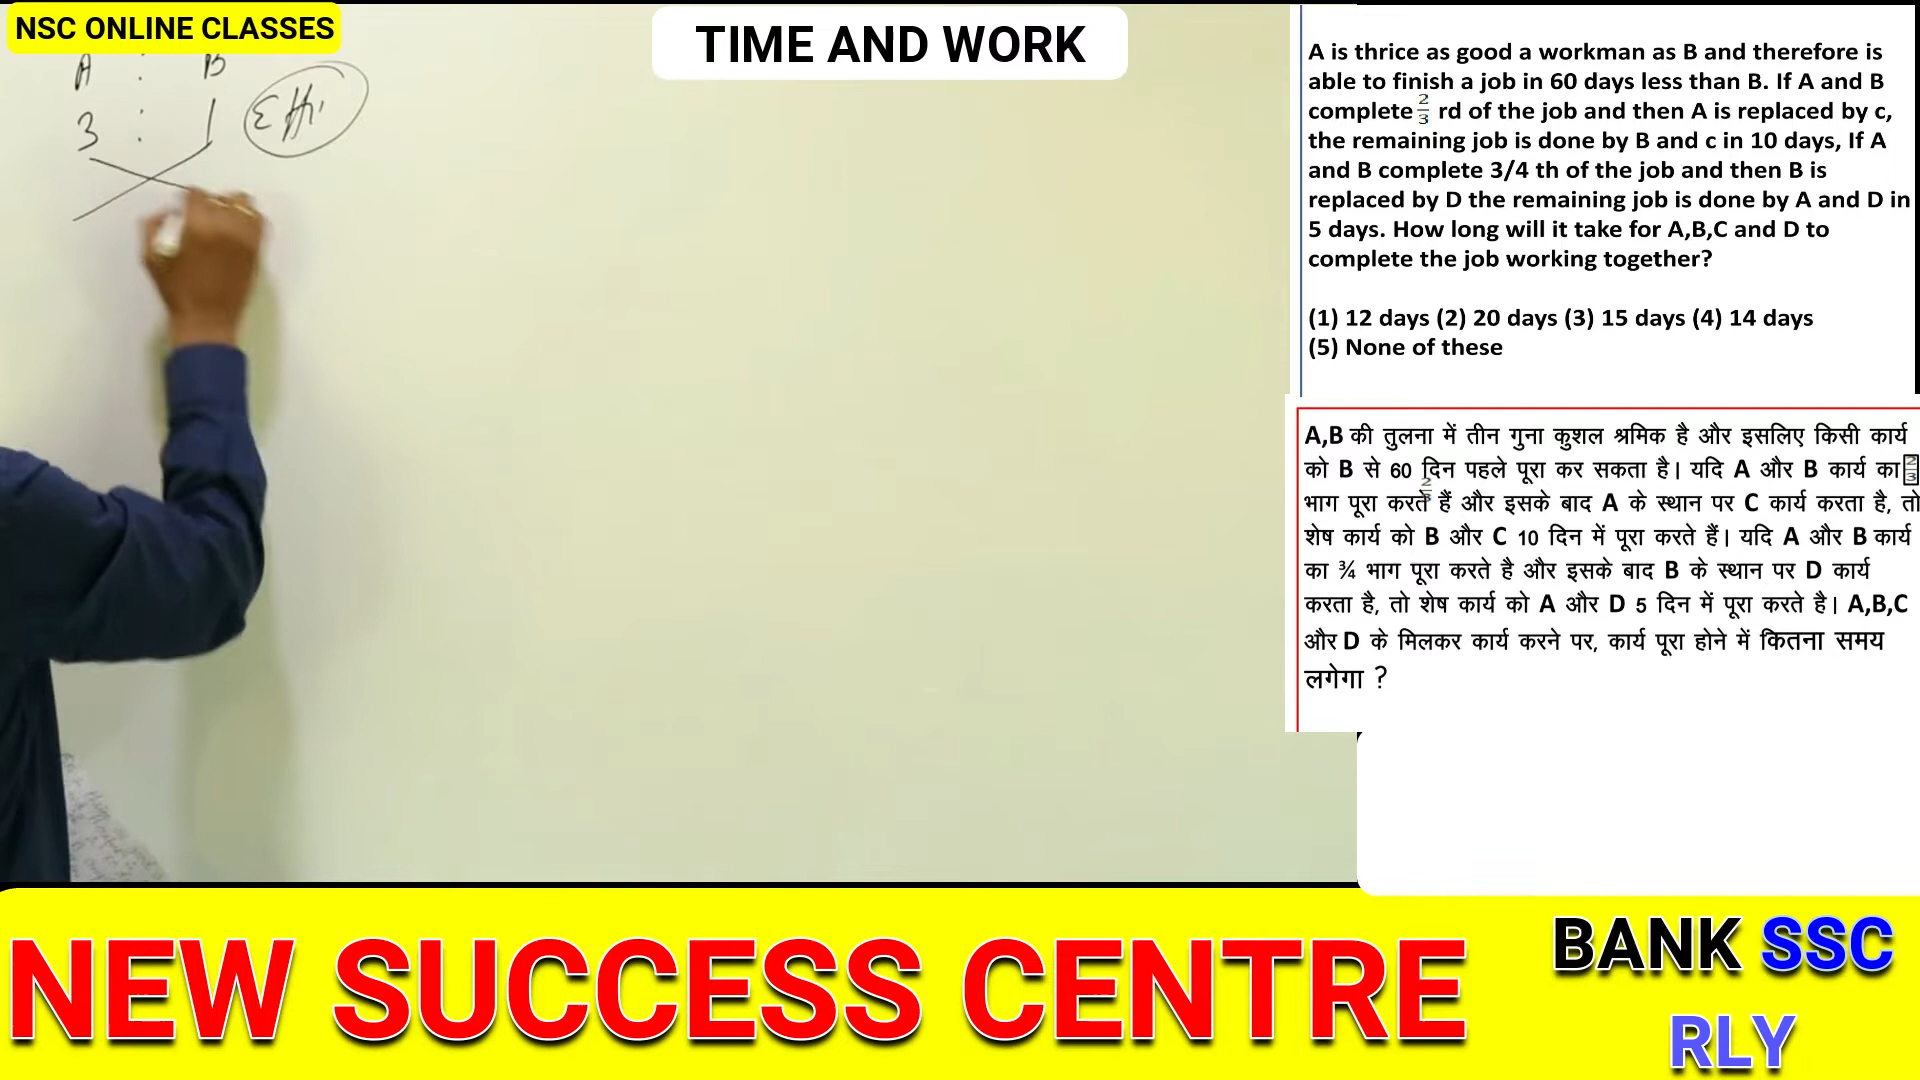 NSC ONLINE CLASSES
TIME AND WORK
A : B
3 : 1
Effi
A is thrice as good a workman as B and therefore is
able to finish a job in 60 days less than B. If A and B
complete 2/3 rd of the job and then A is replaced by c,
the remaining job is done by B and c in 10 days, If A
and B complete 3/4 th of the job and then B is
replaced by D the remaining job is done by A and D in
5 days. How long will it take for A,B,C and D to
complete the job working together?
(1) 12 days (2) 20 days (3) 15 days (4) 14 days
(5) None of these
A,B की तुलना में तीन गुना कुशल श्रमिक है और इसलिए किसी कार्य
को B से 60 दिन पहले पूरा कर सकता है। यदि A और B कार्य का 2/3
भाग पूरा करते हैं और इसके बाद A के स्थान पर C कार्य करता है, तो
शेष कार्य को B और C 10 दिन में पूरा करते हैं। यदि A और B कार्य
का ¾ भाग पूरा करते है और इसके बाद B के स्थान पर D कार्य
करता है, तो शेष कार्य को A और D 5 दिन में पूरा करते है। A,B,C
और D के मिलकर कार्य करने पर, कार्य पूरा होने में कितना समय
लगेगा ?
NEW SUCCESS CENTRE
BANK SSC
RLY